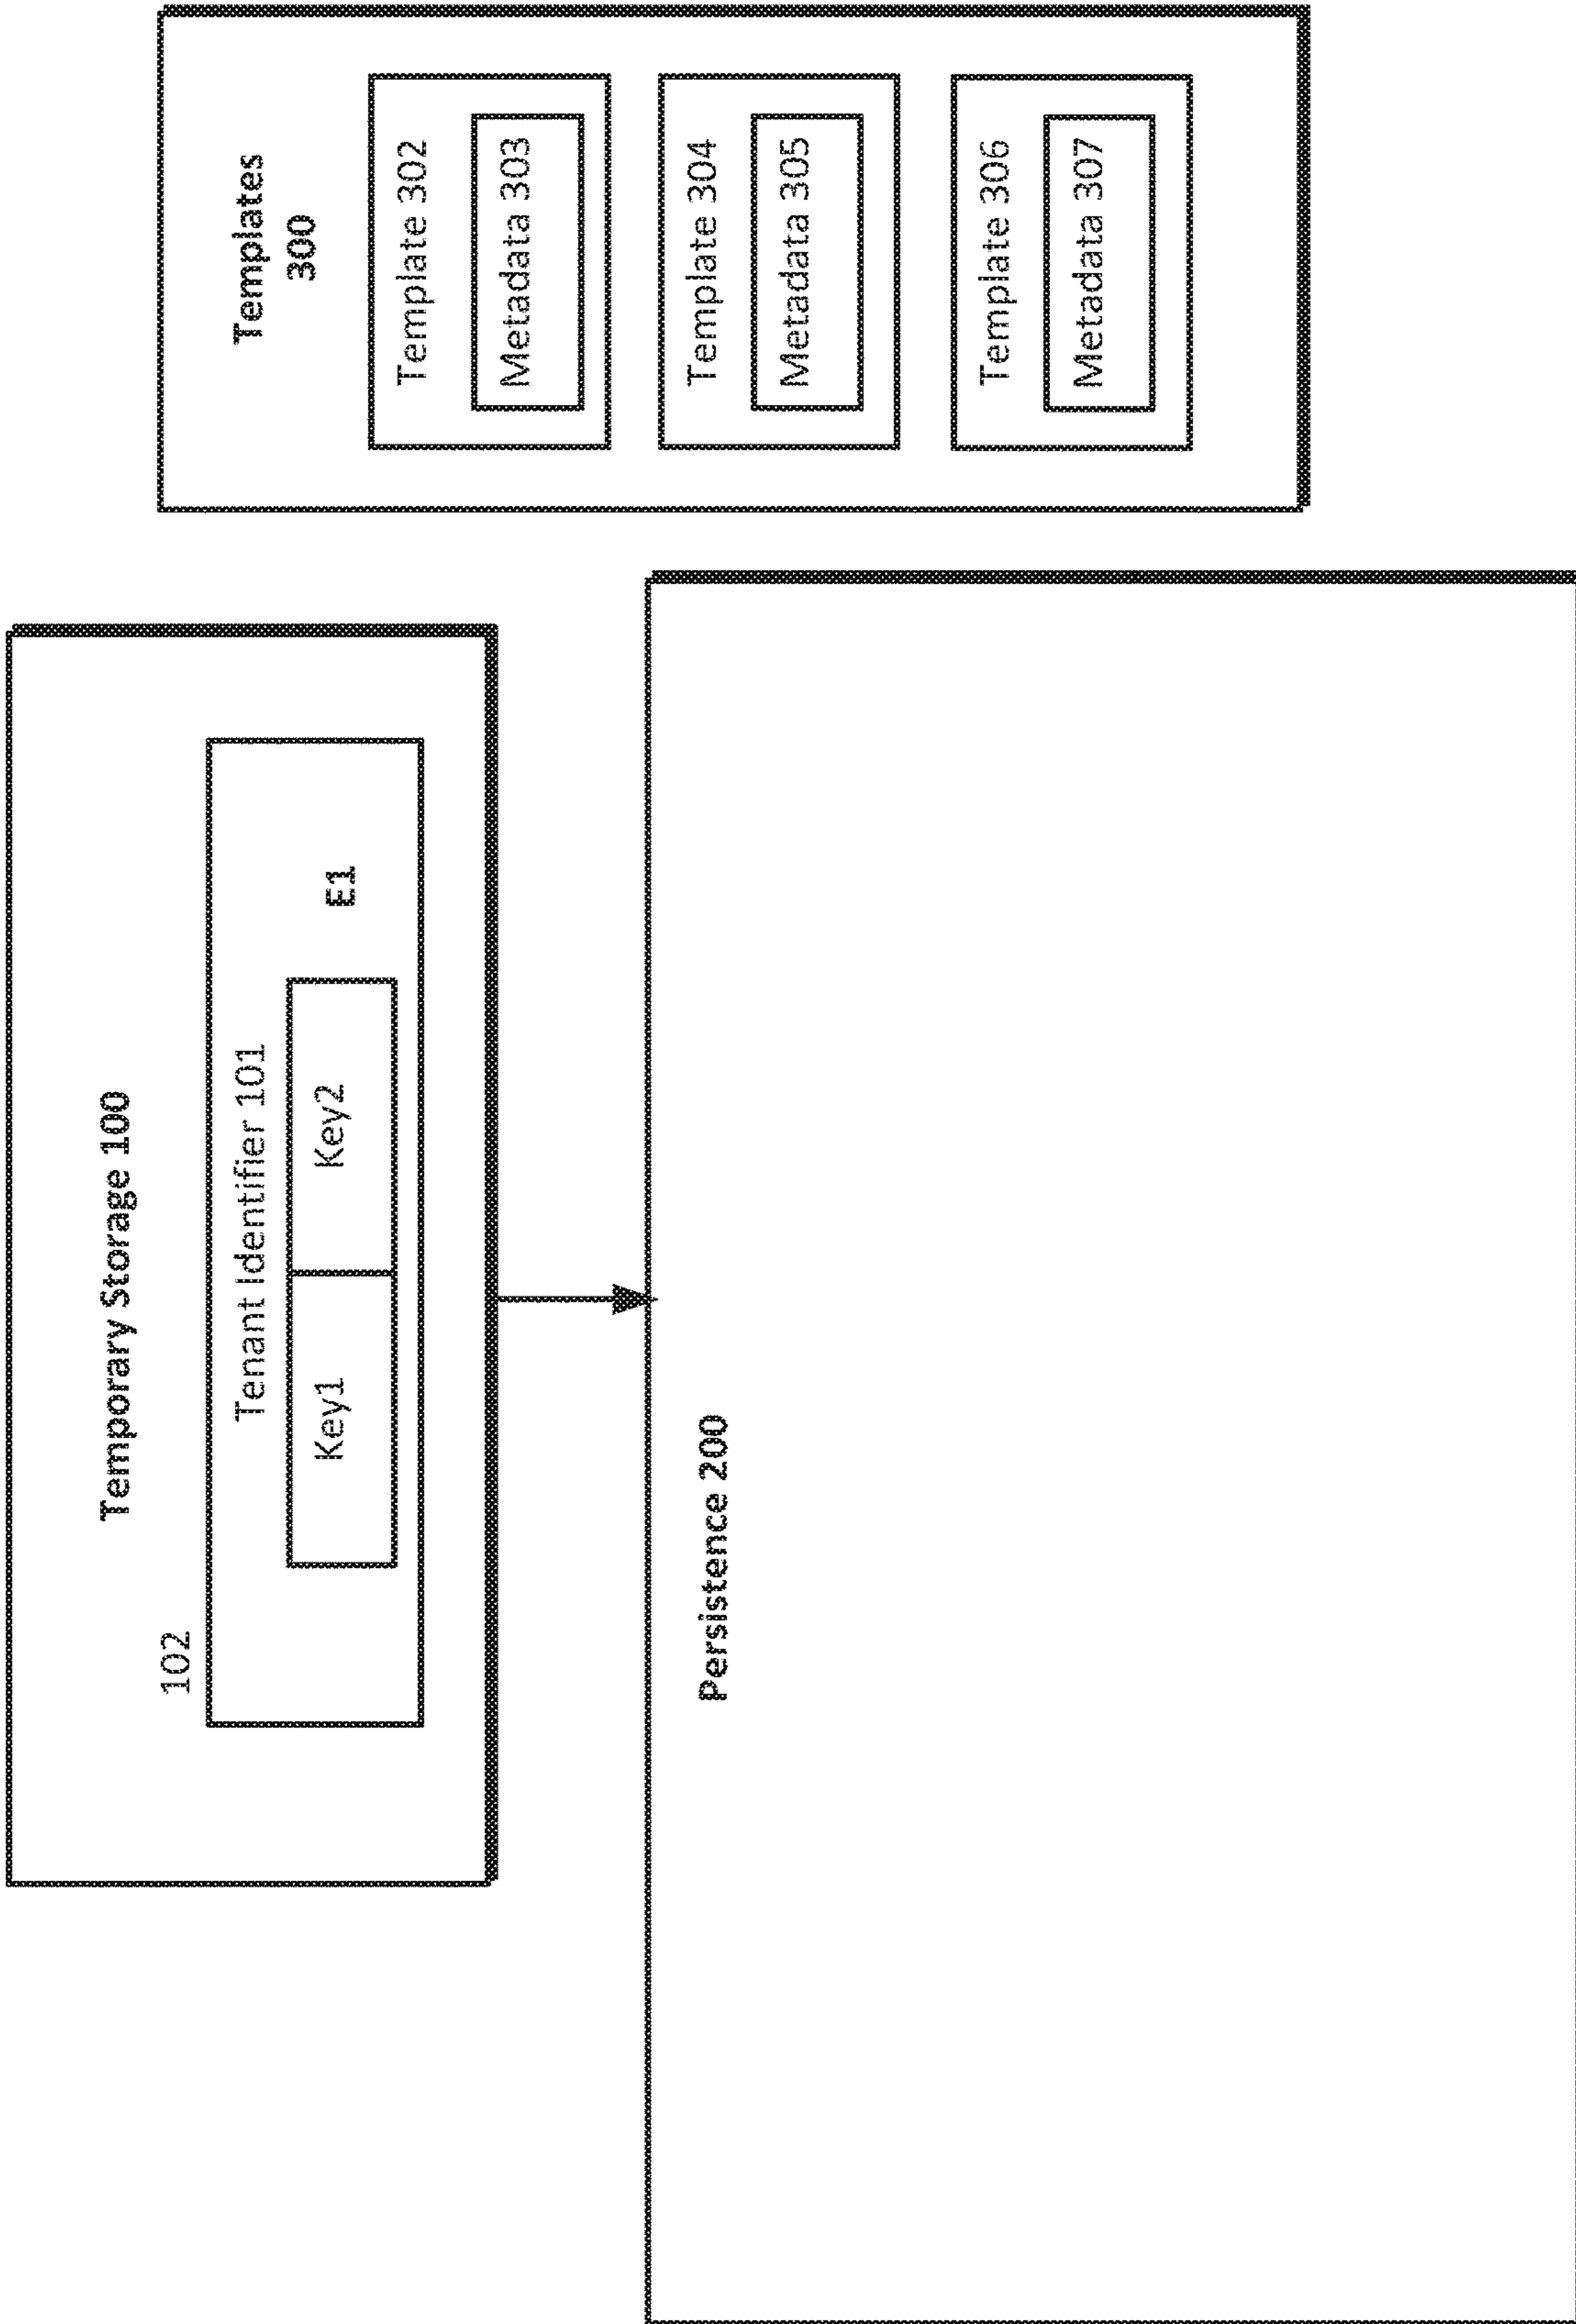 Temporary Storage 100
102
Tenant Identifier 101
Key1
Key2
E1
Persistence 200
Templates
300
Template 302
Metadata 303
Template 304
Metadata 305
Template 306
Metadata 307